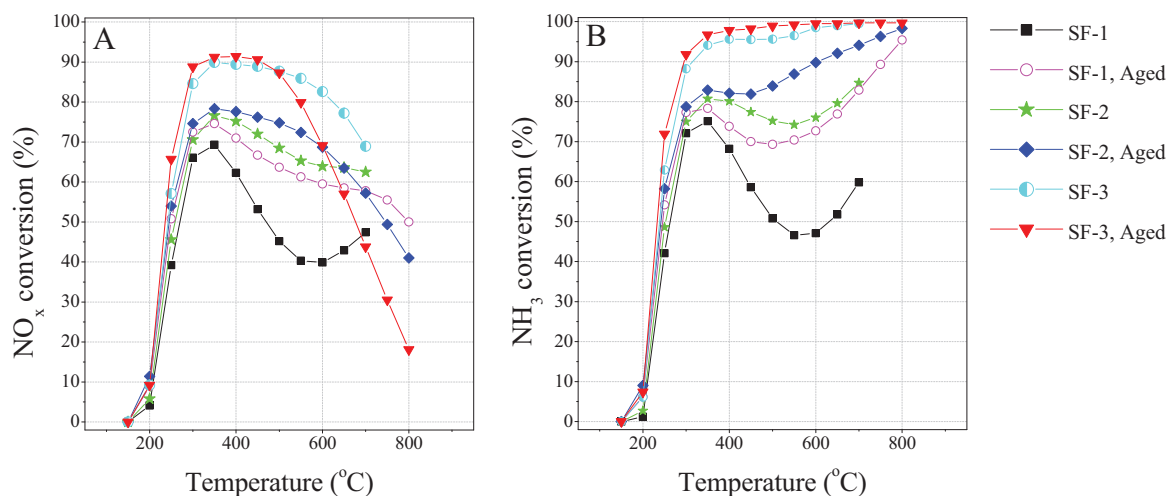 A
NOx conversion (%)
100
90
80
70
60
50
40
30
20
10
0
200
400
600
800
Temperature (°C)
B
NH3 conversion (%)
100
90
80
70
60
50
40
30
20
10
0
200
400
600
800
Temperature (°C)
SF-1
SF-1, Aged
SF-2
SF-2, Aged
SF-3
SF-3, Aged